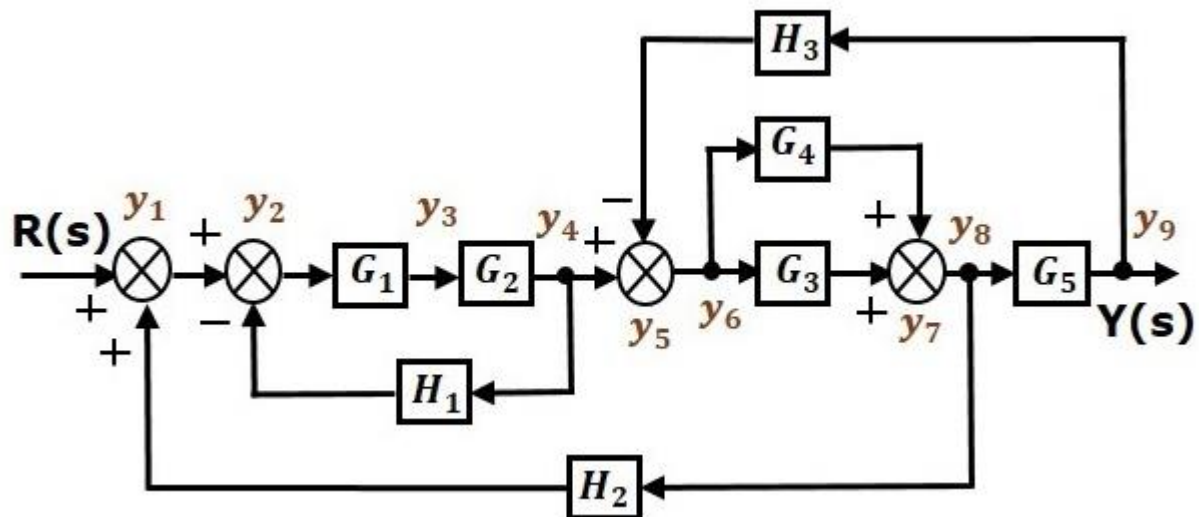 H₃
G₄
R(s)
y₁
y₂
y₃
y₄
y₈
y₉
+
+
−
+
−
+
+
+
+
G₁
G₂
G₃
G₅
y₅
y₆
y₇
Y(s)
H₁
H₂